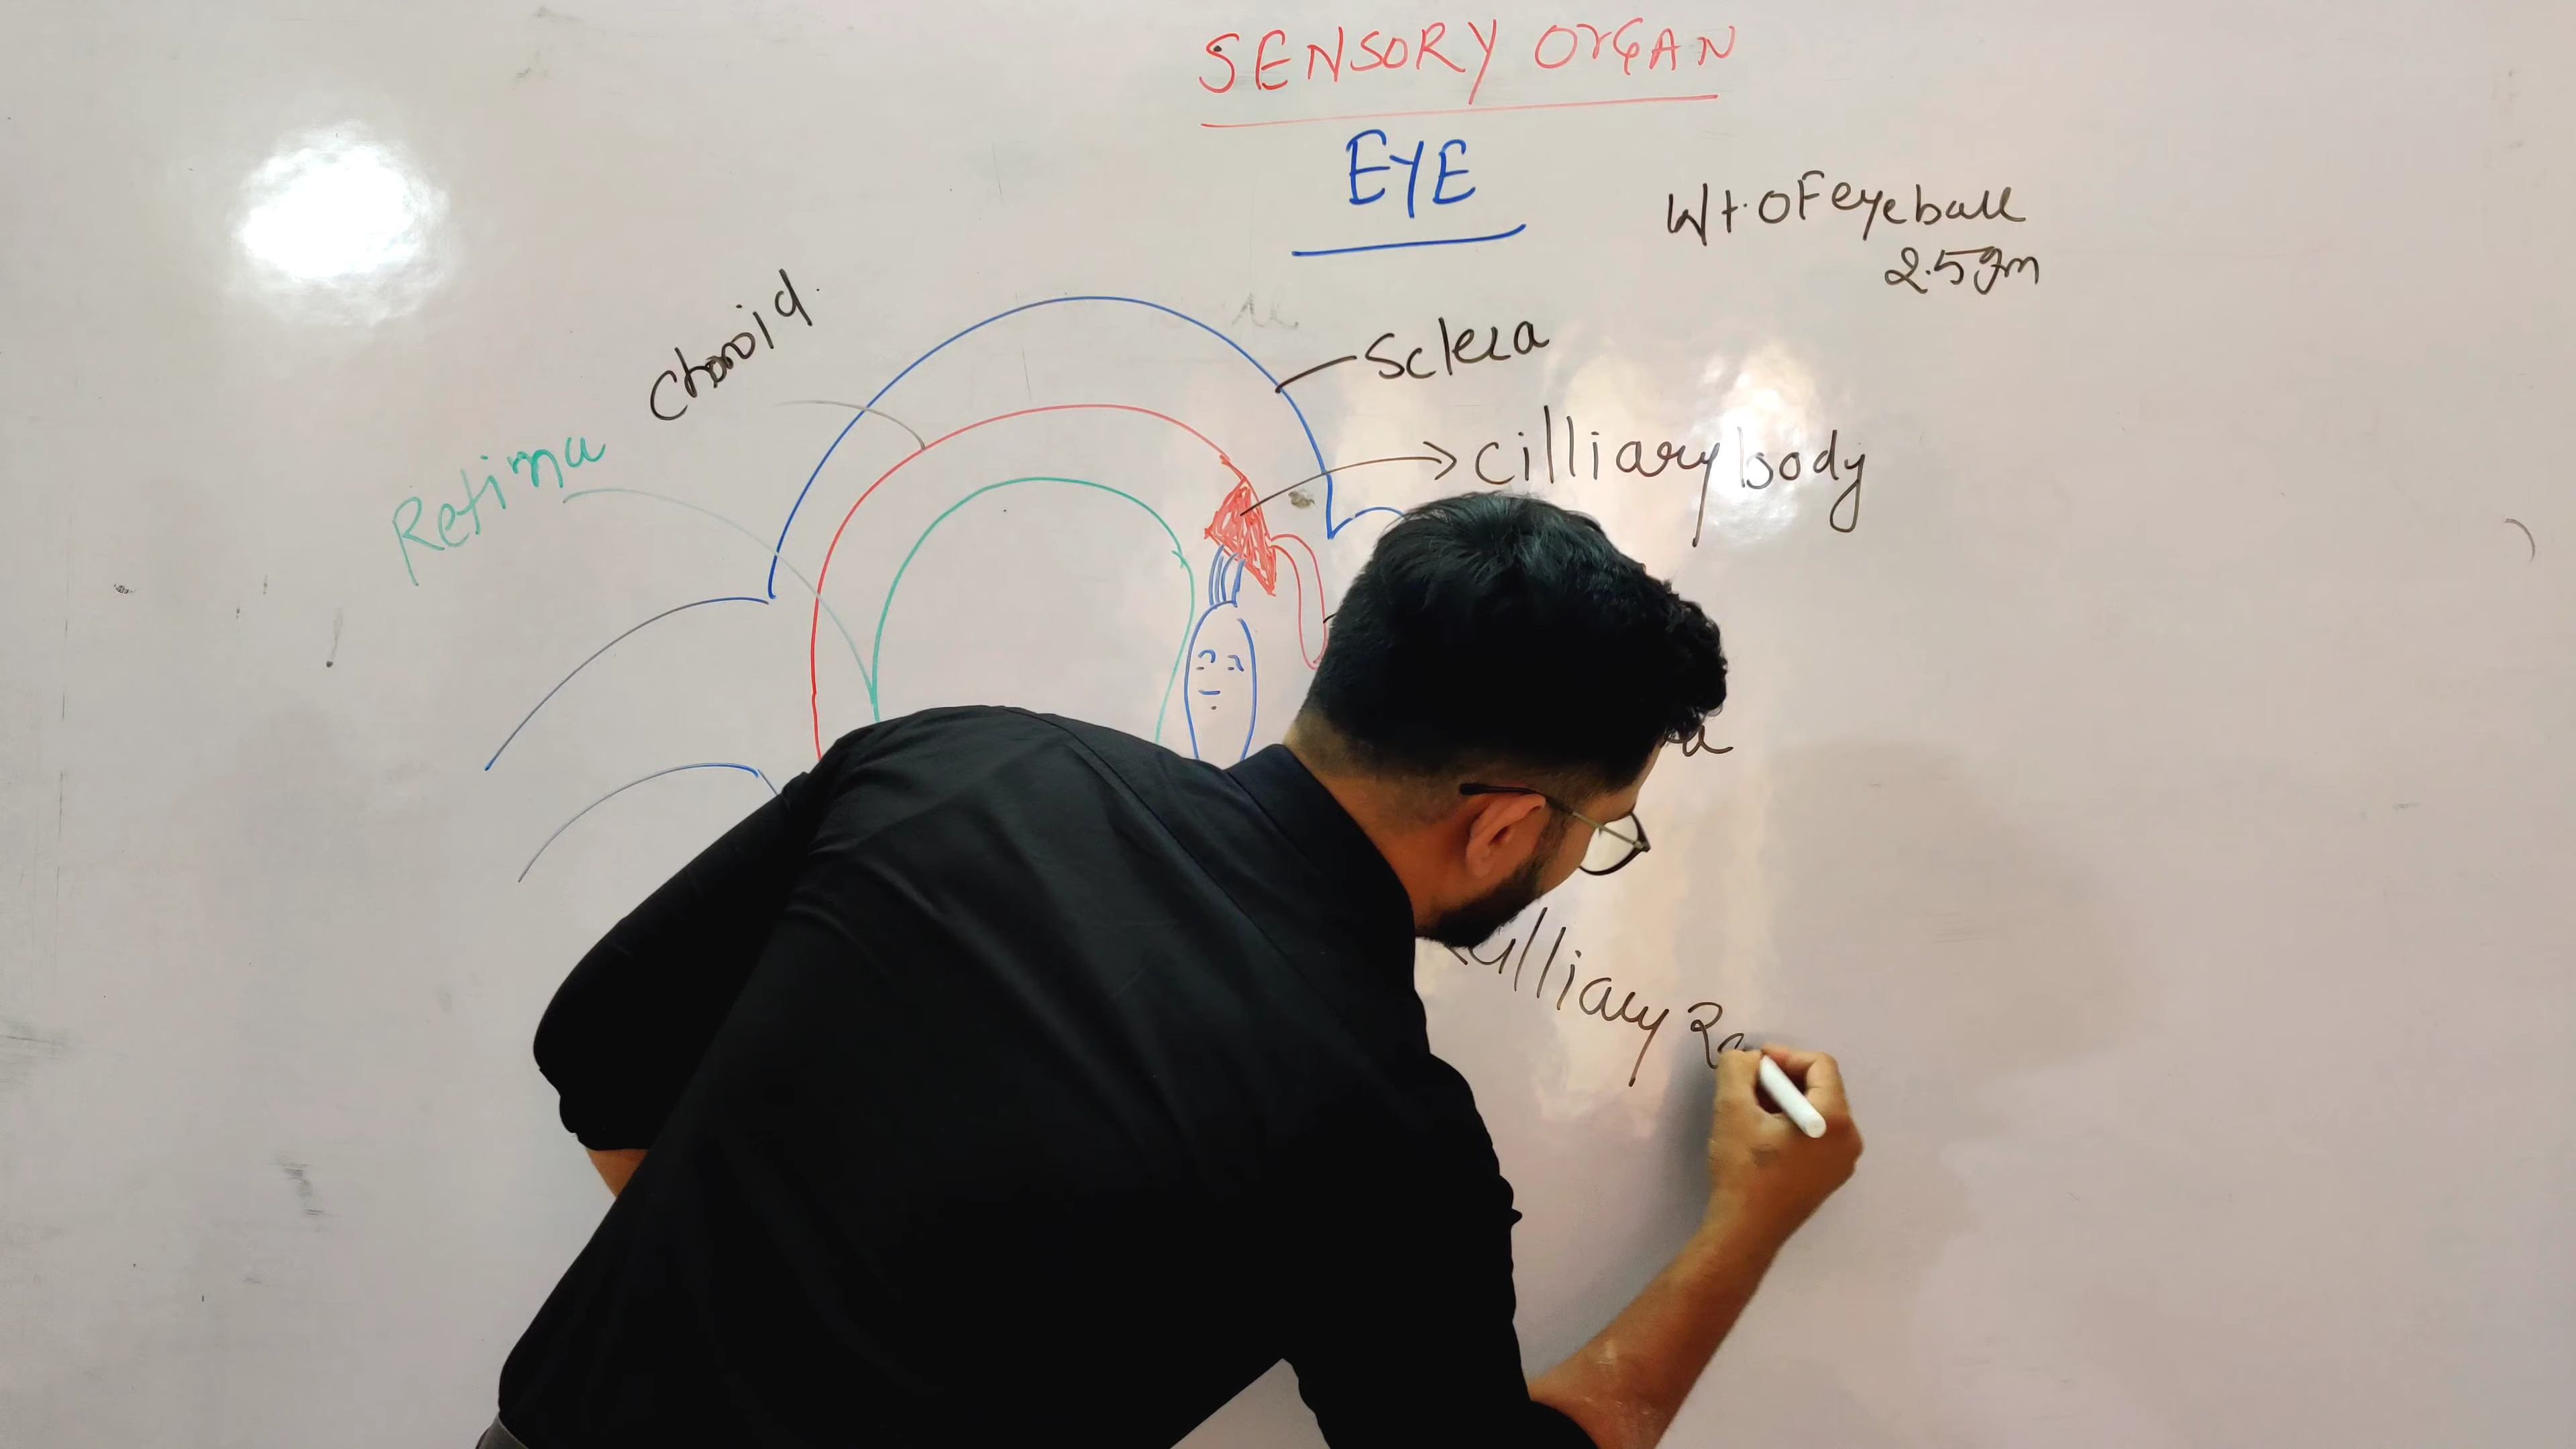 SENSORY OrGAN
EYE
Wt. OF eyeball
2.5gm
Choroid
Sclera
Retina
Cilliary body